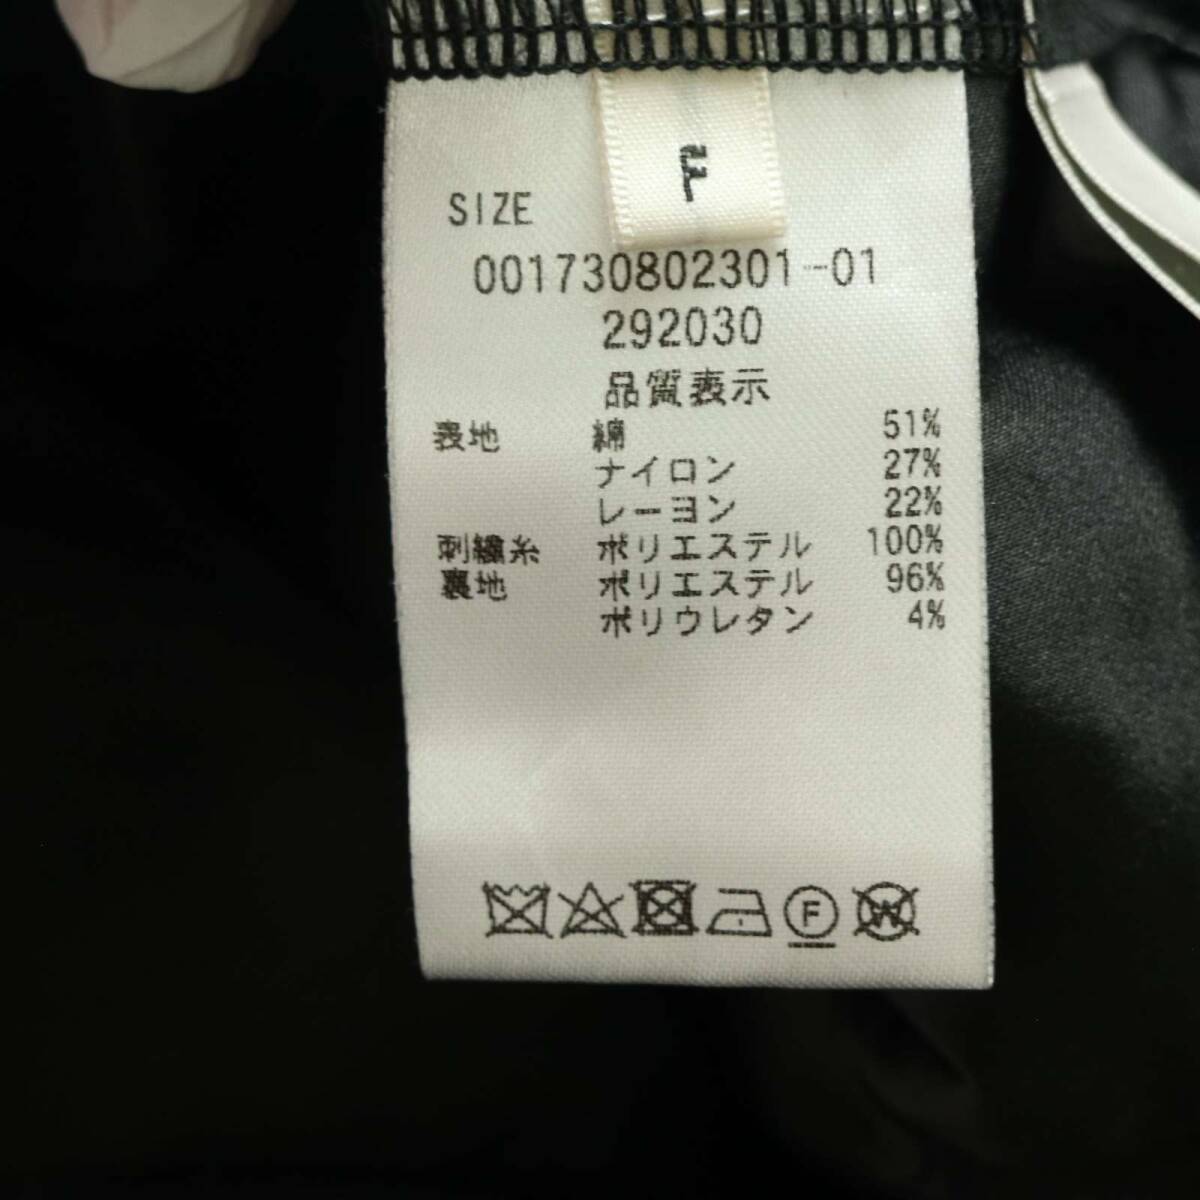 F
SIZE
001730802301-01
292030
品質表示
表地 綿 51%
ナイロン 27%
レーヨン 22%
刺繍糸 ポリエステル 100%
裏地 ポリエステル 96%
ポリウレタン 4%
F W